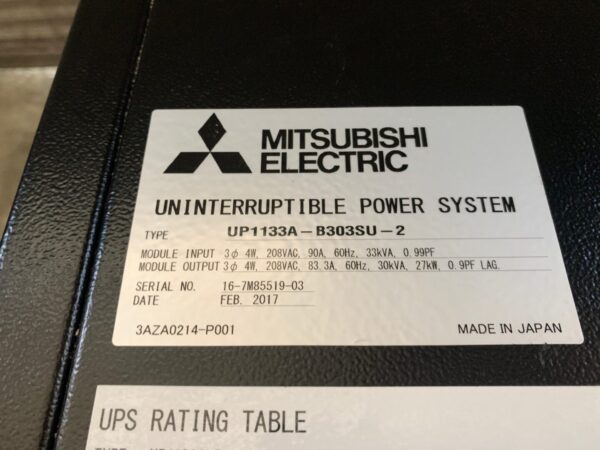 MITSUBISHI
ELECTRIC
UNINTERRUPTIBLE POWER SYSTEM
TYPE UP1133A-B303SU-2
MODULE INPUT 3φ 4W, 208VAC, 90A, 60Hz, 33kVA, 0.99PF
MODULE OUTPUT 3φ 4W, 208VAC, 83.3A, 60Hz, 30kVA, 27kW, 0.9PF LAG.
SERIAL NO. 16-7M85519-03
DATE FEB. 2017
3AZA0214-P001 MADE IN JAPAN
UPS RATING TABLE